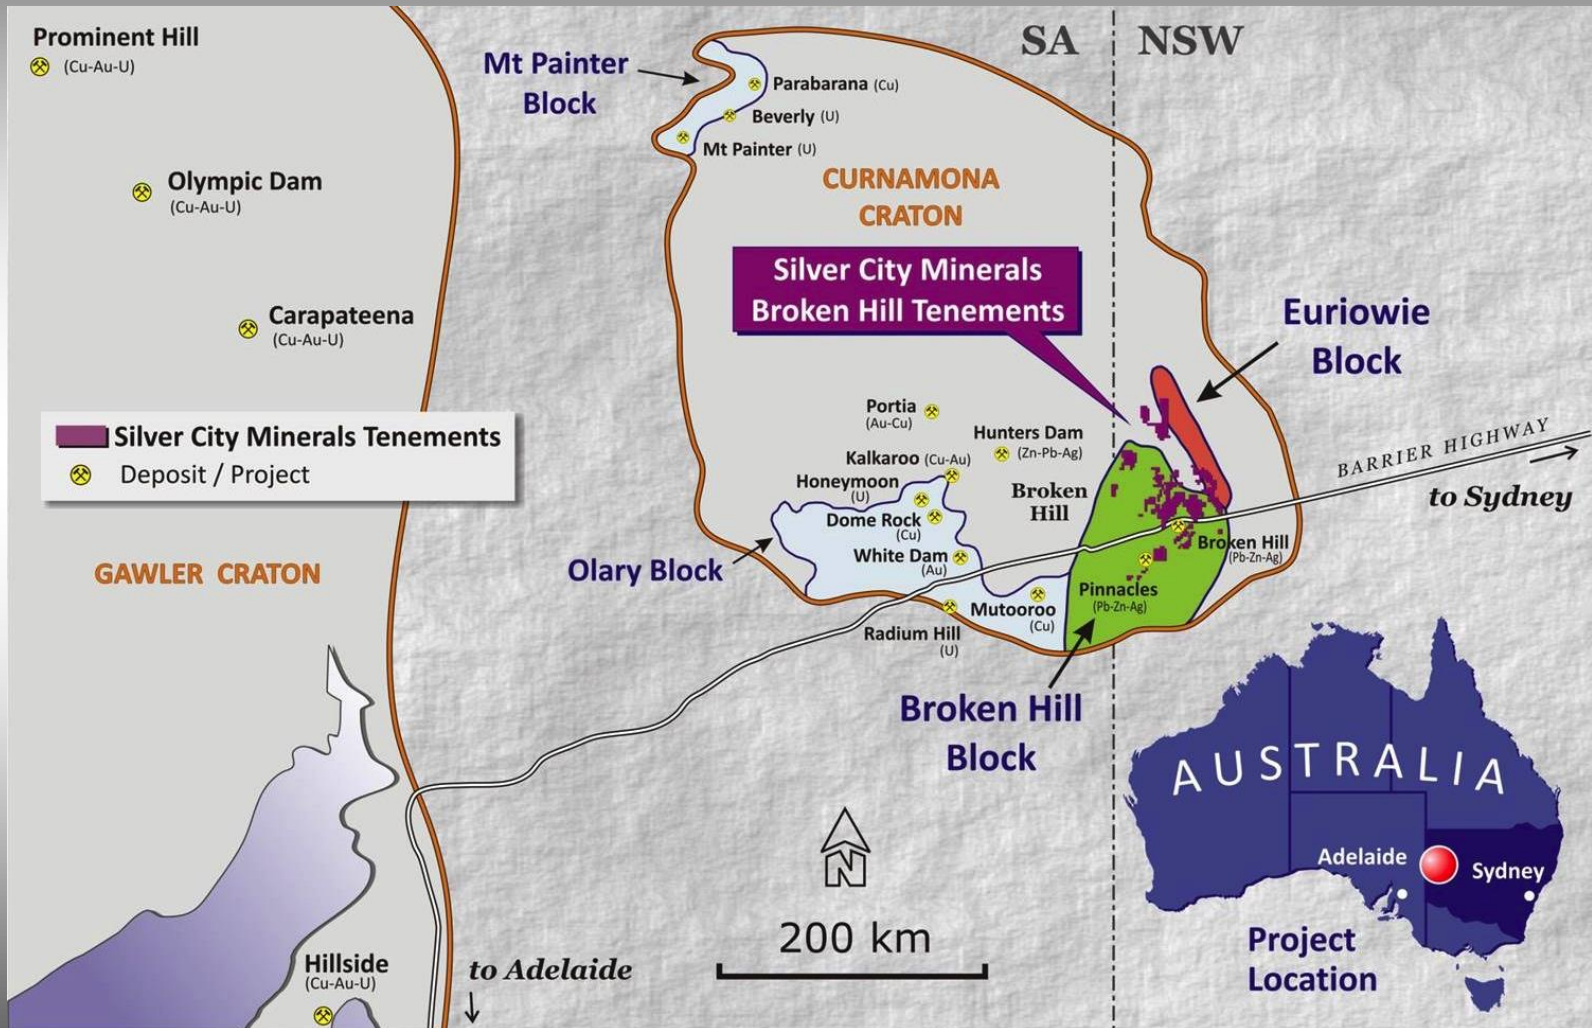 Prominent Hill
(Cu-Au-U)
Olympic Dam
(Cu-Au-U)
Carapateena
(Cu-Au-U)
Silver City Minerals Tenements
Deposit / Project
GAWLER CRATON
Hillside
(Cu-Au-U)
to Adelaide
Mt Painter
Block
Parabarana (Cu)
Beverly (U)
Mt Painter (U)
SA
NSW
CURNAMONA
CRATON
Silver City Minerals
Broken Hill Tenements
Euriowie
Block
Portia
(Au-Cu)
Hunters Dam
(Zn-Pb-Ag)
Kalkaroo (Cu-Au)
Honeymoon
(U)
Dome Rock
(Cu)
White Dam
(Au)
Broken
Hill
Olary Block
Radium Hill
(U)
Mutooroo
(Cu)
Pinnacles
(Pb-Zn-Ag)
Broken Hill
(Pb-Zn-Ag)
BARRIER HIGHWAY
to Sydney
Broken Hill
Block
N
200 km
AUSTRALIA
Adelaide
Sydney
Project
Location